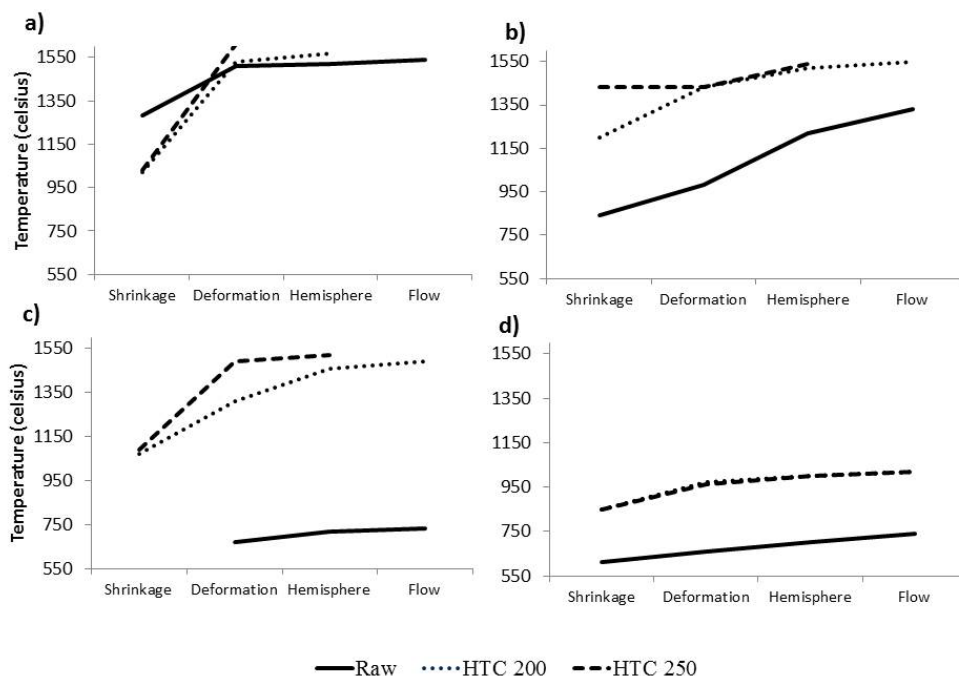 a)
Temperature (celsius)
1550
1350
1150
950
750
550
Shrinkage Deformation Hemisphere Flow
b)
1550
1350
1150
950
750
550
Shrinkage Deformation Hemisphere Flow
c)
Temperature (celsius)
1550
1350
1150
950
750
550
Shrinkage Deformation Hemisphere Flow
d)
1550
1350
1150
950
750
550
Shrinkage Deformation Hemisphere Flow
Raw HTC 200 HTC 250